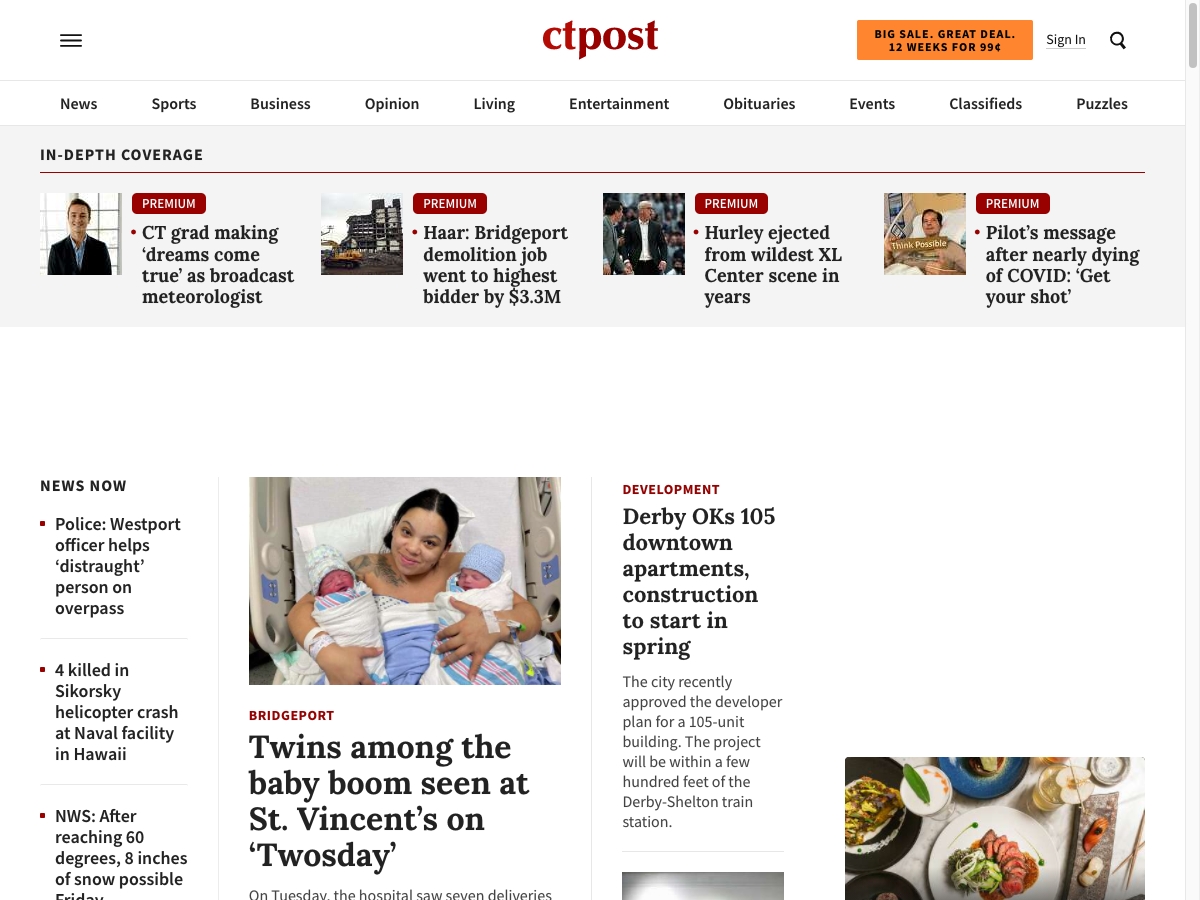 ctpost
BIG SALE. GREAT DEAL.
12 WEEKS FOR 99¢
Sign In
News
Sports
Business
Opinion
Living
Entertainment
Obituaries
Events
Classifieds
Puzzles
IN-DEPTH COVERAGE
PREMIUM
CT grad making
‘dreams come
true’ as broadcast
meteorologist
PREMIUM
Haar: Bridgeport
demolition job
went to highest
bidder by $3.3M
PREMIUM
Hurley ejected
from wildest XL
Center scene in
years
Think Possible
PREMIUM
Pilot’s message
after nearly dying
of COVID: ‘Get
your shot’
NEWS NOW
Police: Westport
officer helps
‘distraught’
person on
overpass
4 killed in
Sikorsky
helicopter crash
at Naval facility
in Hawaii
NWS: After
reaching 60
degrees, 8 inches
of snow possible
Friday
BRIDGEPORT
Twins among the
baby boom seen at
St. Vincent’s on
‘Twosday’
On Tuesday, the hospital saw seven deliveries
DEVELOPMENT
Derby OKs 105
downtown
apartments,
construction
to start in
spring
The city recently
approved the developer
plan for a 105-unit
building. The project
will be within a few
hundred feet of the
Derby-Shelton train
station.